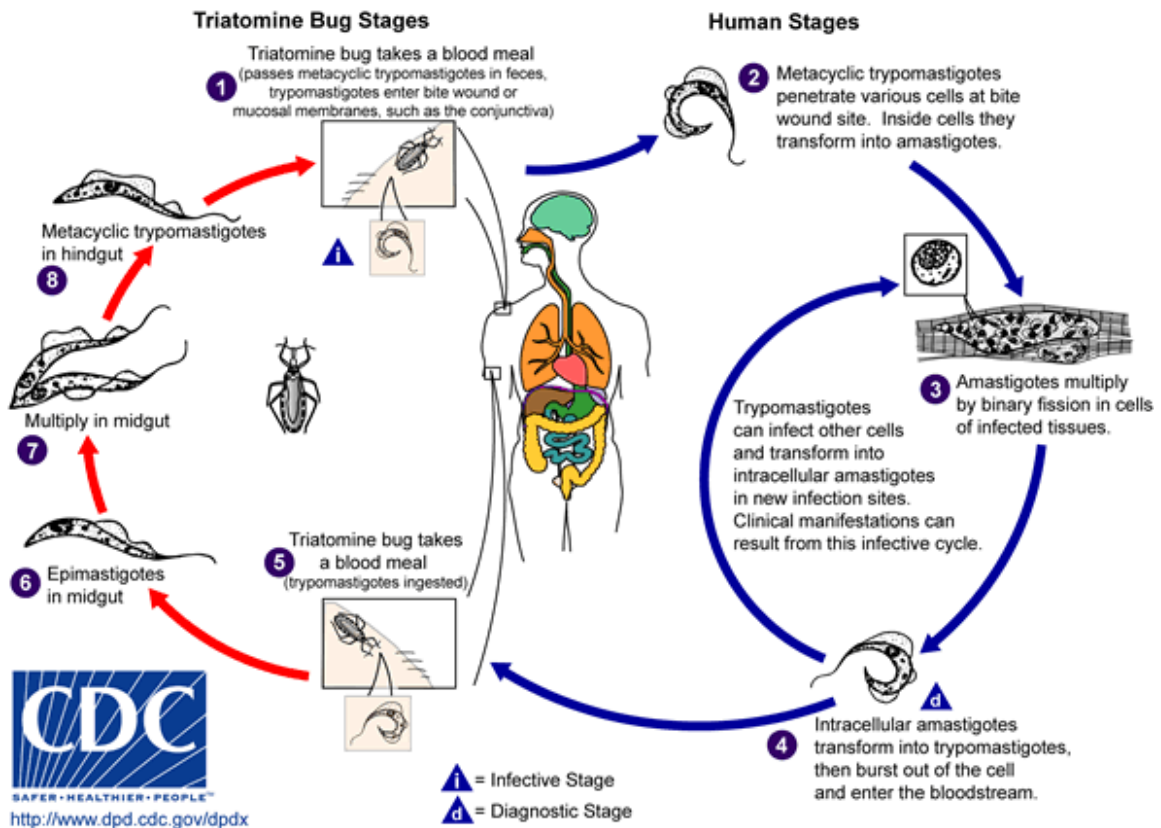 Triatomine Bug Stages
Human Stages
1
Triatomine bug takes a blood meal
(passes metacyclic trypomastigotes in feces,
trypomastigotes enter bite wound or
mucosal membranes, such as the conjunctiva)
i
2
Metacyclic trypomastigotes
penetrate various cells at bite
wound site. Inside cells they
transform into amastigotes.
3
Amastigotes multiply
by binary fission in cells
of infected tissues.
Trypomastigotes
can infect other cells
and transform into
intracellular amastigotes
in new infection sites.
Clinical manifestations can
result from this infective cycle.
d
4
Intracellular amastigotes
transform into trypomastigotes,
then burst out of the cell
and enter the bloodstream.
5
Triatomine bug takes
a blood meal
(trypomastigotes ingested)
6
Epimastigotes
in midgut
Multiply in midgut
7
Metacyclic trypomastigotes
in hindgut
8
i = Infective Stage
d = Diagnostic Stage
CDC
SAFER•HEALTHIER•PEOPLE™
http://www.dpd.cdc.gov/dpdx